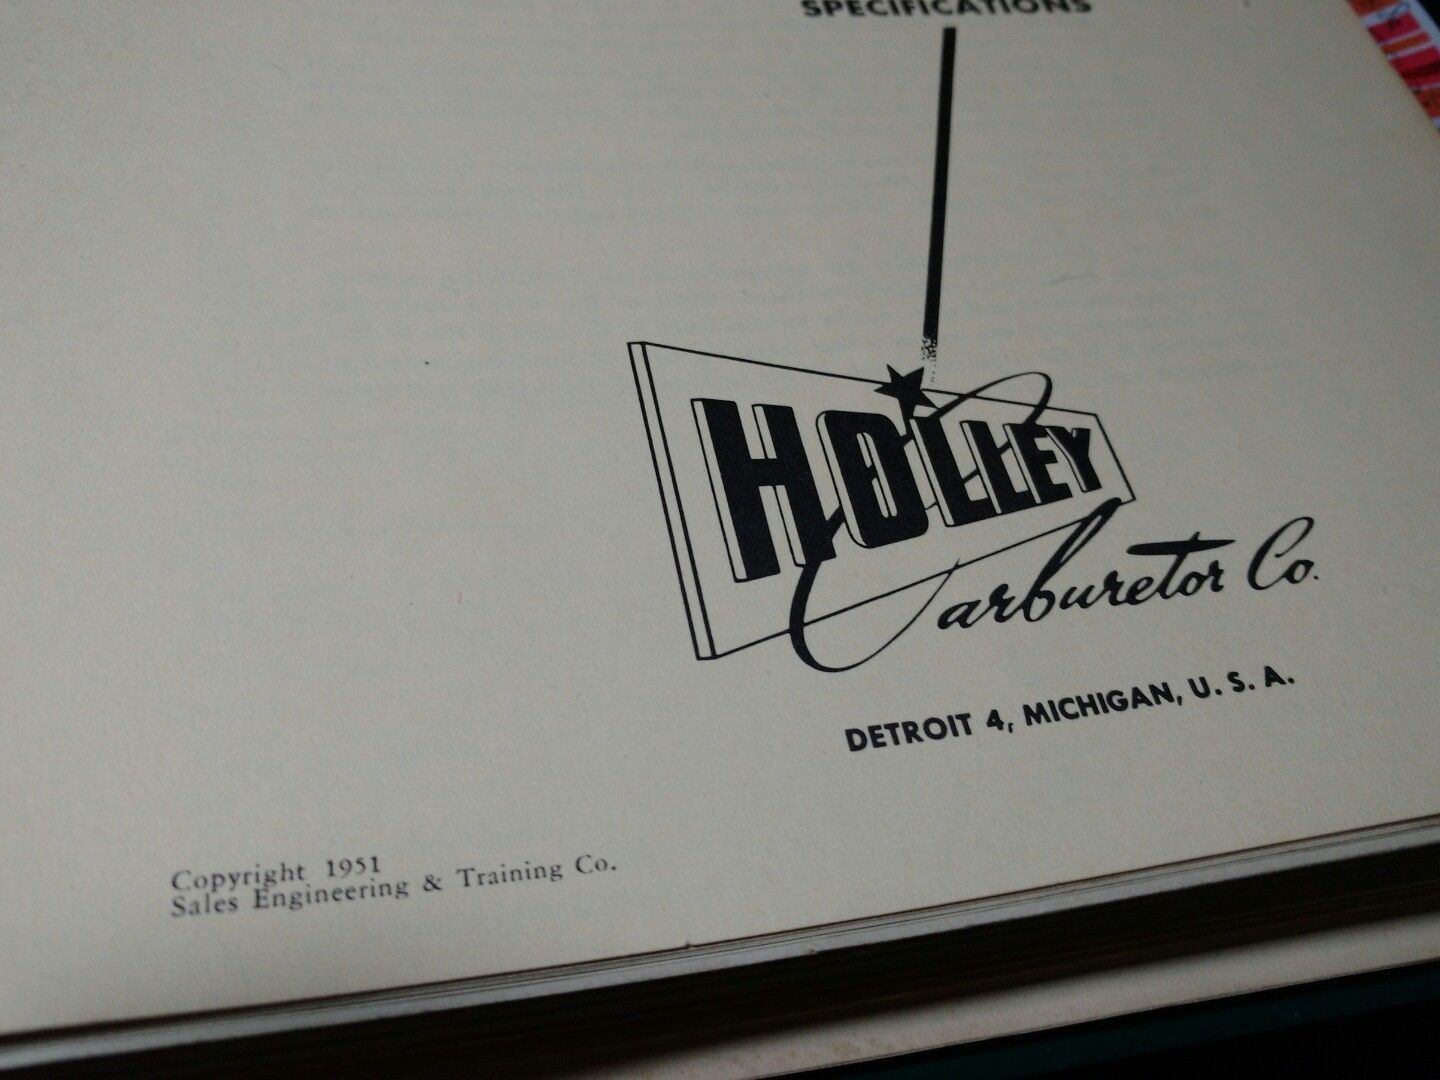 SPECIFICATIONS
HOLLEY
Carburetor Co.
DETROIT 4, MICHIGAN, U. S. A.
Copyright 1951
Sales Engineering & Training Co.